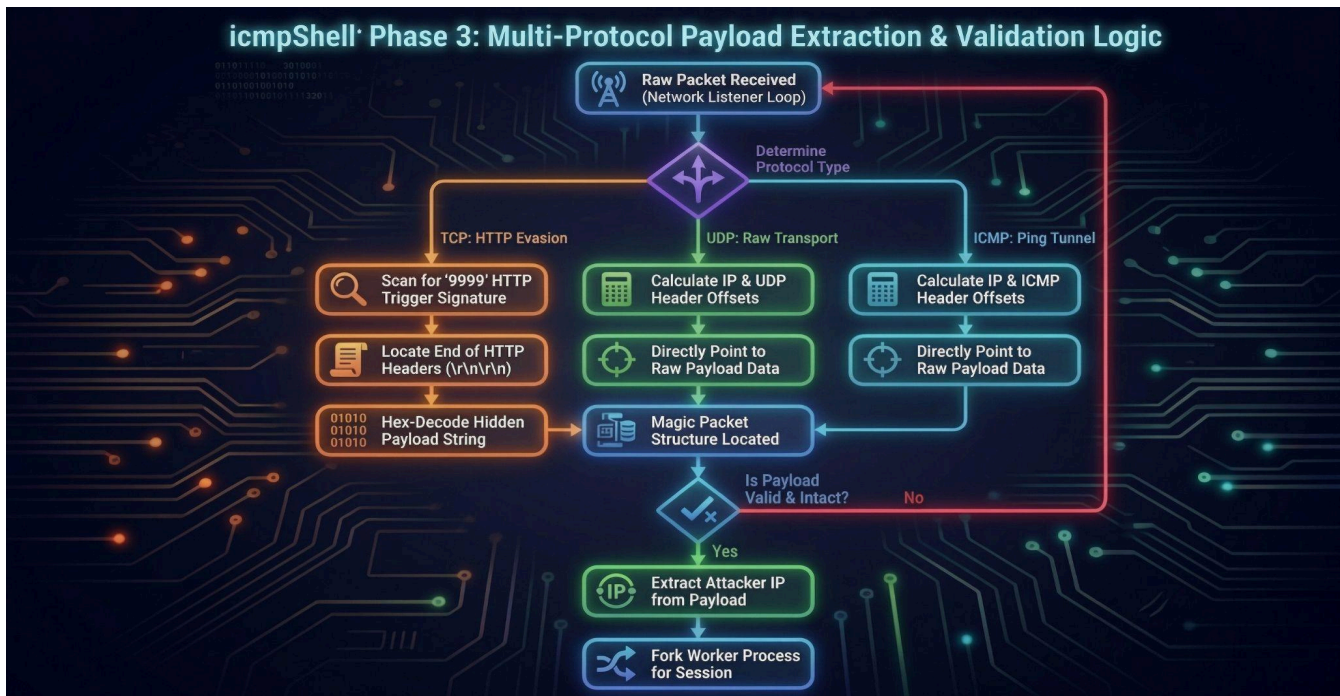 icmpShell· Phase 3: Multi-Protocol Payload Extraction & Validation Logic
Raw Packet Received
(Network Listener Loop)
Determine
Protocol Type
TCP: HTTP Evasion
UDP: Raw Transport
ICMP: Ping Tunnel
Scan for '9999' HTTP
Trigger Signature
Calculate IP & UDP
Header Offsets
Calculate IP & ICMP
Header Offsets
Locate End of HTTP
Headers (\r\n\r\n)
Directly Point to
Raw Payload Data
Directly Point to
Raw Payload Data
01010
01010
01010
Hex-Decode Hidden
Payload String
Magic Packet
Structure Located
Is Payload
Valid & Intact?
No
Yes
IP
Extract Attacker IP
from Payload
Fork Worker Process
for Session